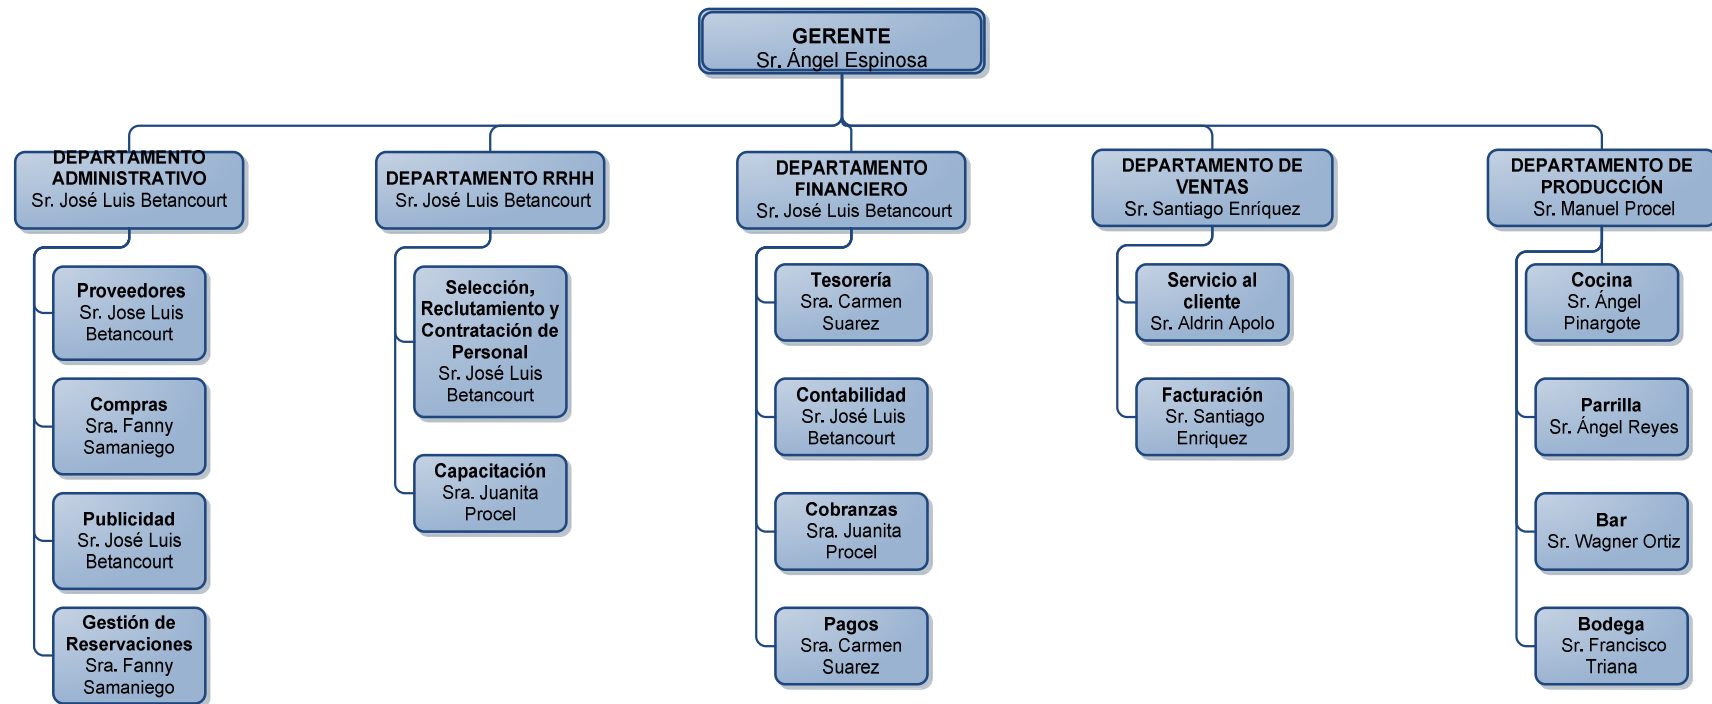 GERENTE
Sr. Ángel Espinosa
DEPARTAMENTO
ADMINISTRATIVO
Sr. José Luis Betancourt
DEPARTAMENTO RRHH
Sr. José Luis Betancourt
DEPARTAMENTO
FINANCIERO
Sr. José Luis Betancourt
DEPARTAMENTO DE
VENTAS
Sr. Santiago Enríquez
DEPARTAMENTO DE
PRODUCCIÓN
Sr. Manuel Procel
Proveedores
Sr. Jose Luis
Betancourt
Compras
Sra. Fanny
Samaniego
Publicidad
Sr. José Luis
Betancourt
Gestión de
Reservaciones
Sra. Fanny
Samaniego
Selección,
Reclutamiento y
Contratación de
Personal
Sr. José Luis
Betancourt
Capacitación
Sra. Juanita
Procel
Tesorería
Sra. Carmen
Suarez
Contabilidad
Sr. José Luis
Betancourt
Cobranzas
Sra. Juanita
Procel
Pagos
Sra. Carmen
Suarez
Servicio al
cliente
Sr. Aldrin Apolo
Facturación
Sr. Santiago
Enriquez
Cocina
Sr. Ángel
Pinargote
Parrilla
Sr. Ángel Reyes
Bar
Sr. Wagner Ortiz
Bodega
Sr. Francisco
Triana